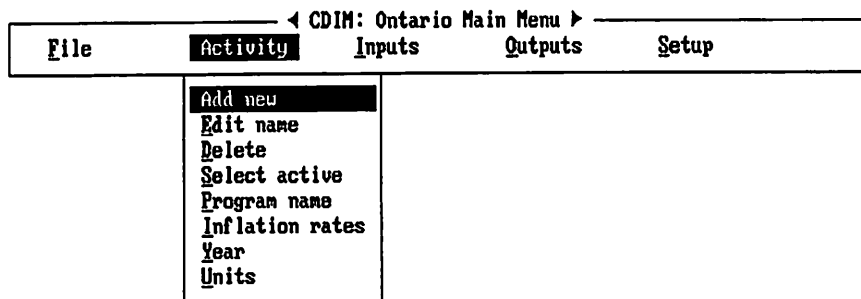 CDIM: Ontario Main Menu
File Activity Inputs Outputs Setup
Add new
Edit name
Delete
Select active
Program name
Inflation rates
Year
Units